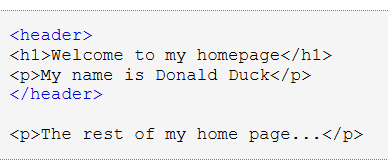 <header>
<h1>Welcome to my homepage</h1>
<p>My name is Donald Duck</p>
</header>
<p>The rest of my home page...</p>